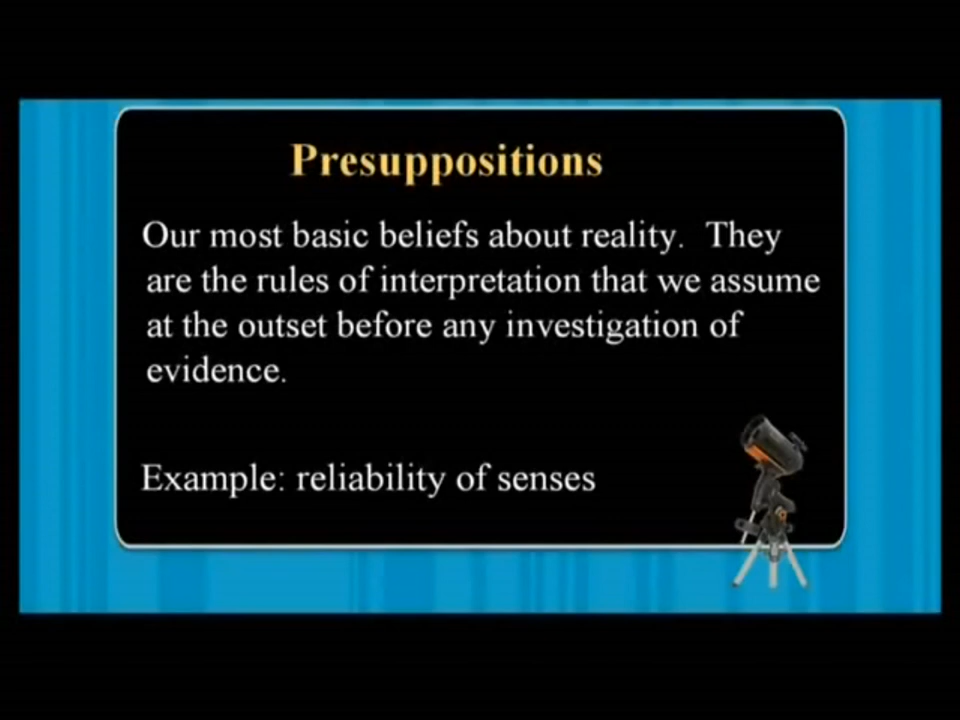 Presuppositions
Our most basic beliefs about reality. They
are the rules of interpretation that we assume
at the outset before any investigation of
evidence.
Example: reliability of senses